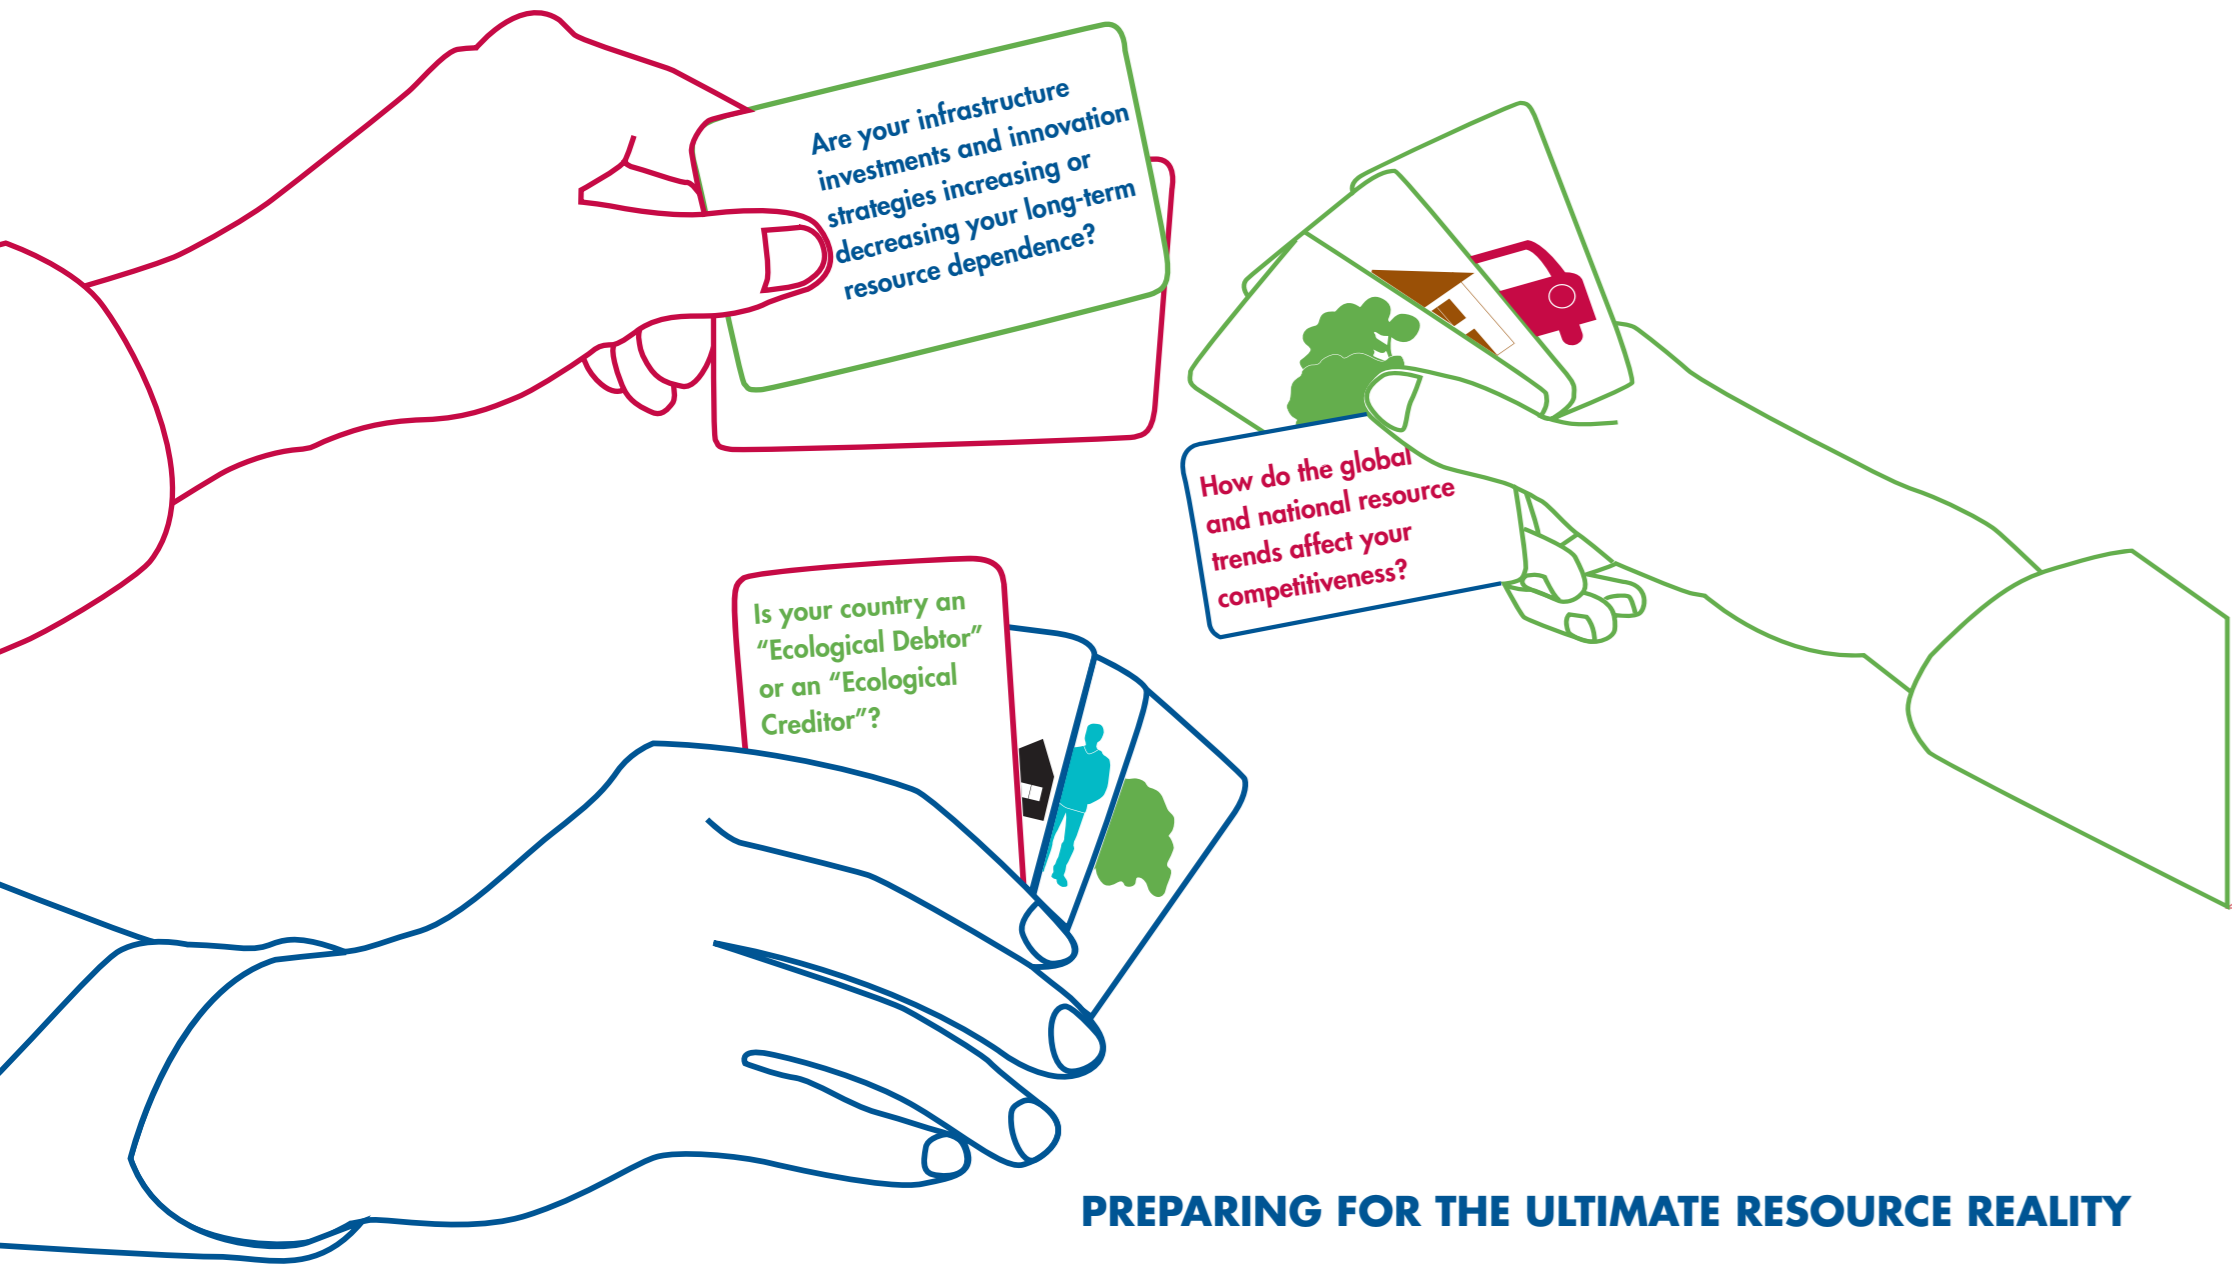 Are your infrastructure
investments and innovation
strategies increasing or
decreasing your long-term
resource dependence?
How do the global
and national resource
trends affect your
competitiveness?
Is your country an
“Ecological Debtor”
or an “Ecological
Creditor”?
PREPARING FOR THE ULTIMATE RESOURCE REALITY